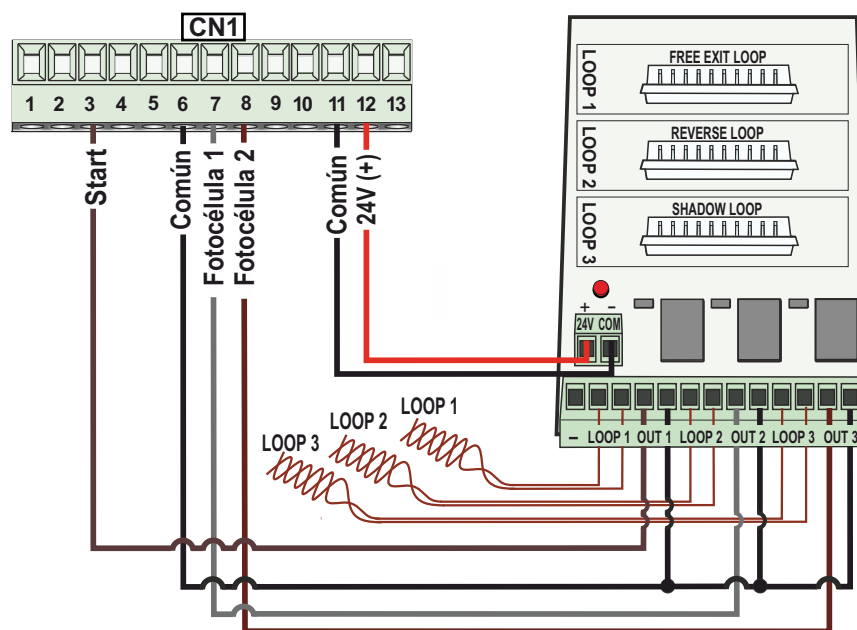 CN1
1 2 3 4 5 6 7 8 9 10 11 12 13
Start
Común
Fotocélula 1
Fotocélula 2
Común
24V (+)
LOOP 1
FREE EXIT LOOP
LOOP 2
REVERSE LOOP
LOOP 3
SHADOW LOOP
+ −
24V COM
− LOOP 1 OUT 1 LOOP 2 OUT 2 LOOP 3 OUT 3
LOOP 1
LOOP 2
LOOP 3